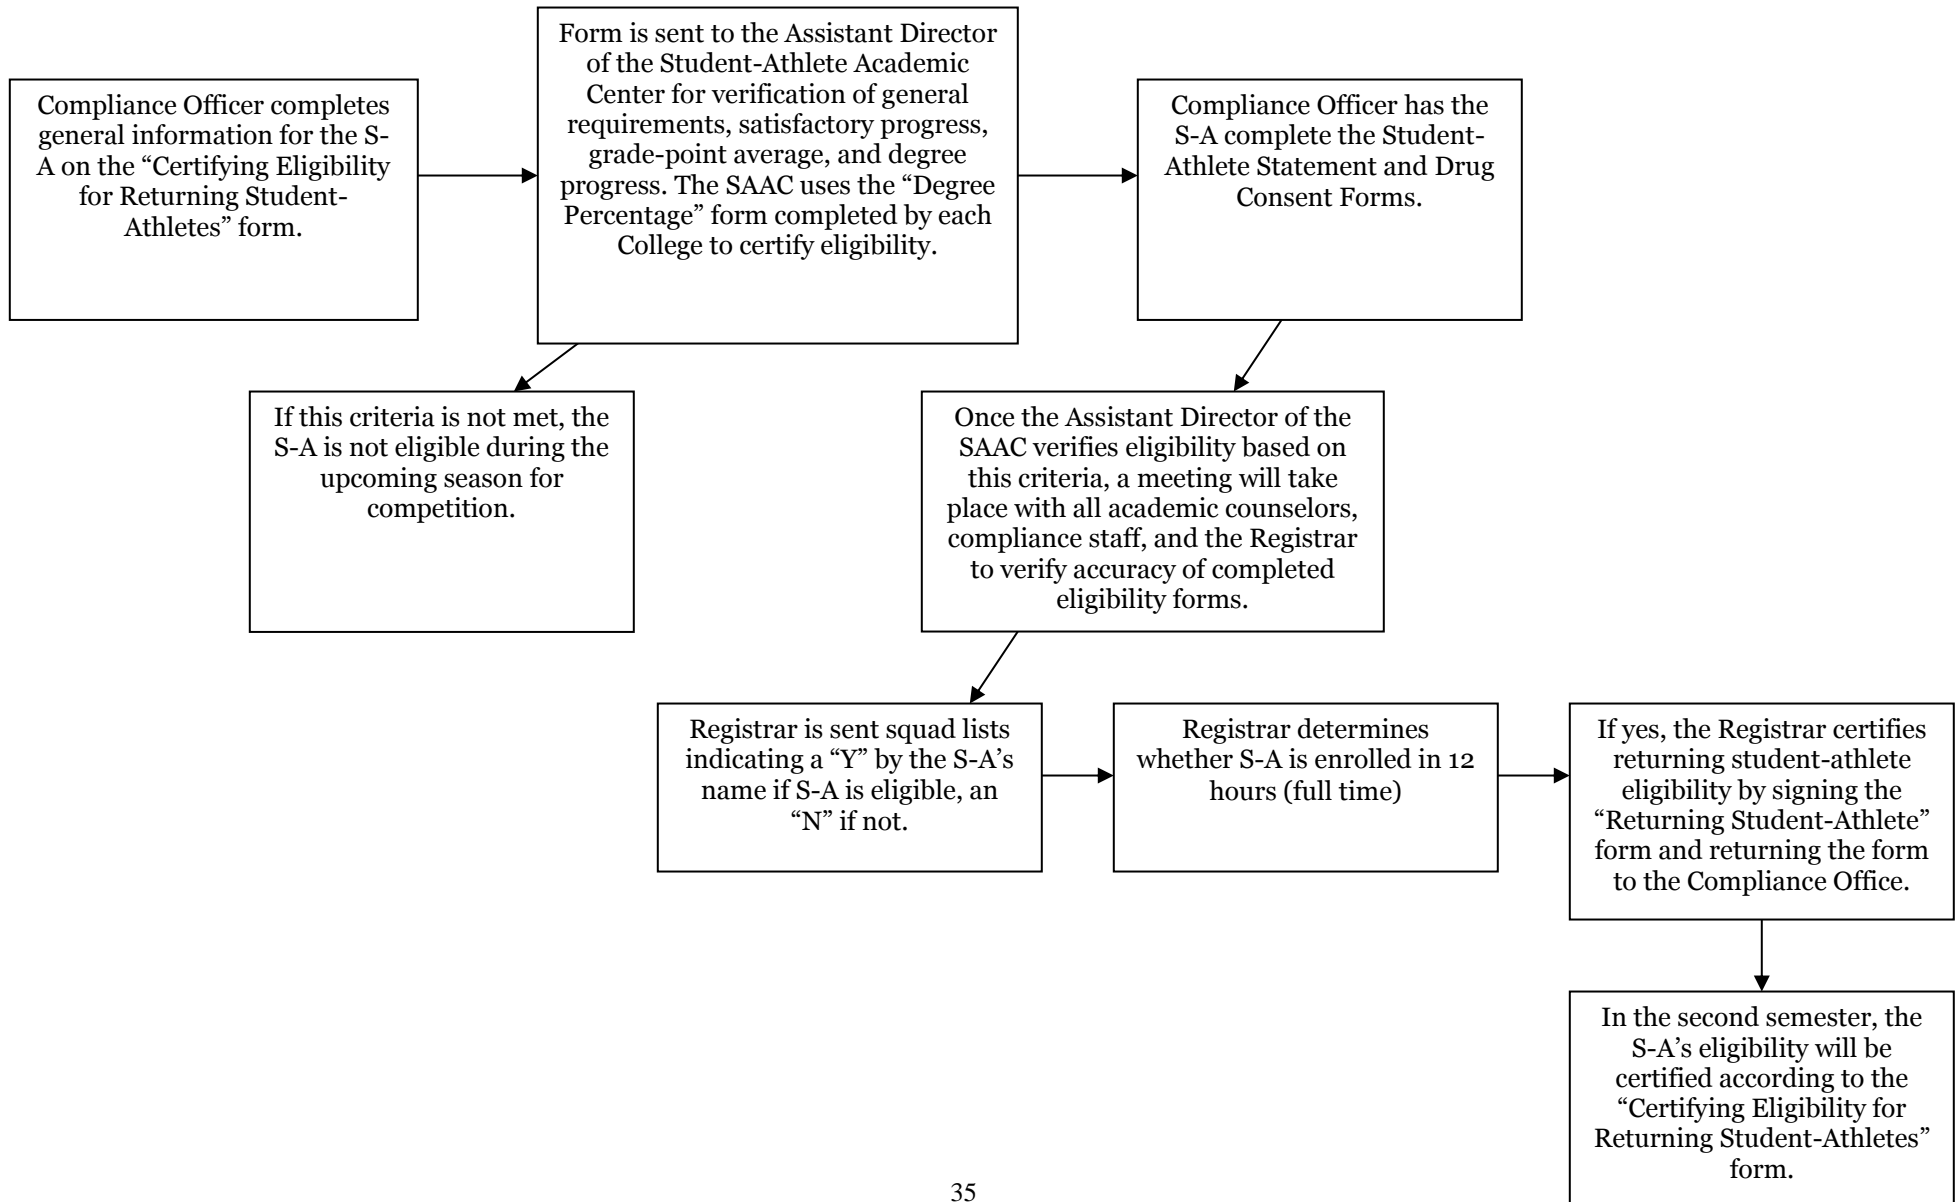 Compliance Officer completes
general information for the S-
A on the “Certifying Eligibility
for Returning Student-
Athletes” form.
Form is sent to the Assistant Director
of the Student-Athlete Academic
Center for verification of general
requirements, satisfactory progress,
grade-point average, and degree
progress. The SAAC uses the “Degree
Percentage” form completed by each
College to certify eligibility.
Compliance Officer has the
S-A complete the Student-
Athlete Statement and Drug
Consent Forms.
If this criteria is not met, the
S-A is not eligible during the
upcoming season for
competition.
Once the Assistant Director of the
SAAC verifies eligibility based on
this criteria, a meeting will take
place with all academic counselors,
compliance staff, and the Registrar
to verify accuracy of completed
eligibility forms.
Registrar is sent squad lists
indicating a “Y” by the S-A’s
name if S-A is eligible, an
“N” if not.
Registrar determines
whether S-A is enrolled in 12
hours (full time)
If yes, the Registrar certifies
returning student-athlete
eligibility by signing the
“Returning Student-Athlete”
form and returning the form
to the Compliance Office.
In the second semester, the
S-A’s eligibility will be
certified according to the
“Certifying Eligibility for
Returning Student-Athletes”
form.
35